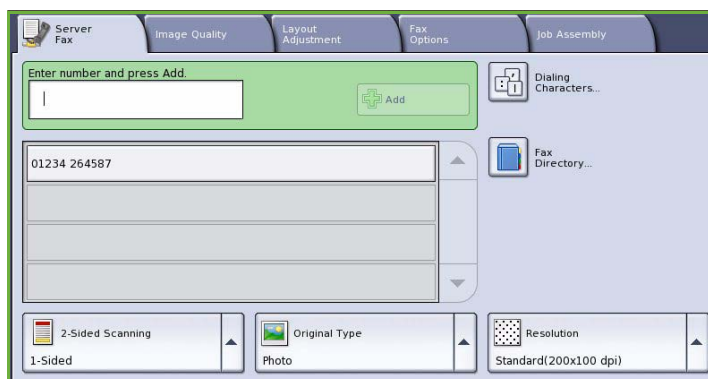 Server
Fax
Image Quality
Layout
Adjustment
Fax
Options
Job Assembly
Enter number and press Add.
Add
Dialing
Characters...
01234 264587
Fax
Directory...
2-Sided Scanning
1-Sided
Original Type
Photo
Resolution
Standard(200x100 dpi)